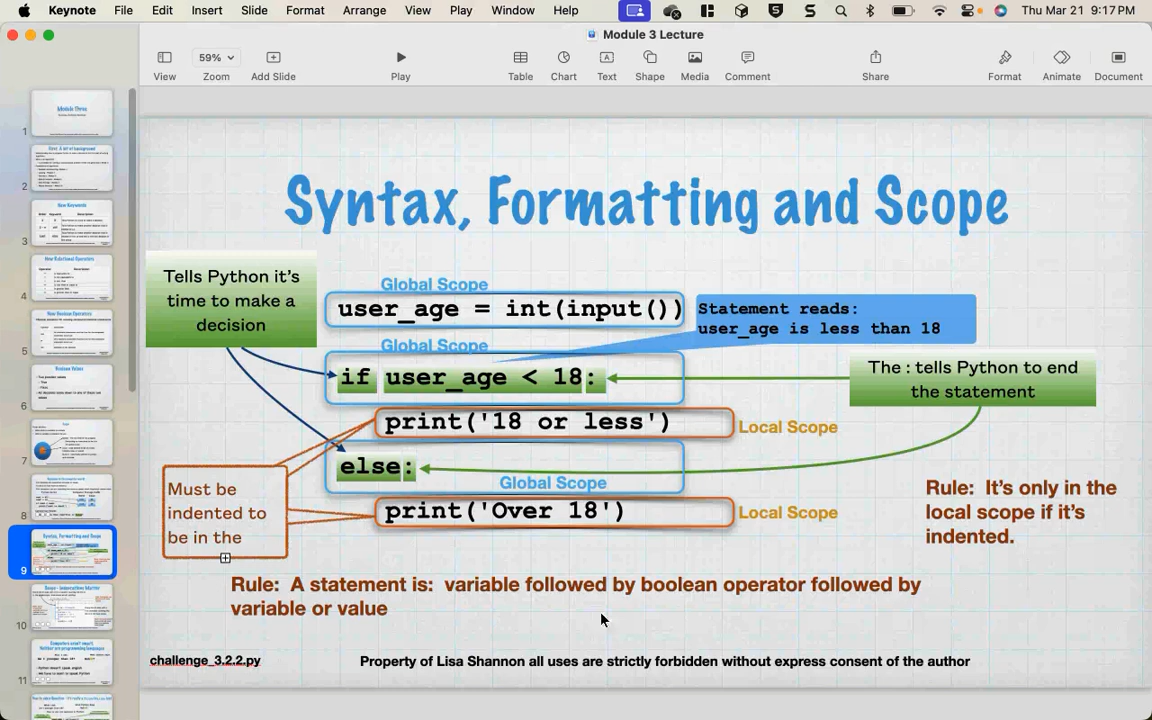 Keynote File Edit Insert Slide Format Arrange View Play Window Help Thu Mar 21 9:17 PM
Module 3 Lecture
59%
View Zoom Add Slide Play Table Chart Text Shape Media Comment Share Format Animate Document
1
2
3
4
5
6
7
8
9
10
11
Module Three
New Keywords
Boolean Values
Syntax, Formatting and Scope
Tells Python it's
time to make a
decision
Global Scope
user_age = int(input())
Statement reads:
user_age is less than 18
Global Scope
if user_age < 18:
The : tells Python to end
the statement
print('18 or less')
Local Scope
else:
Global Scope
Must be
indented to
be in the
print('Over 18')
Local Scope
Rule: It's only in the
local scope if it's
indented.
Rule: A statement is: variable followed by boolean operator followed by
variable or value
challenge_3.2.2.py
Property of Lisa Shannon all uses are strictly forbidden without express consent of the author